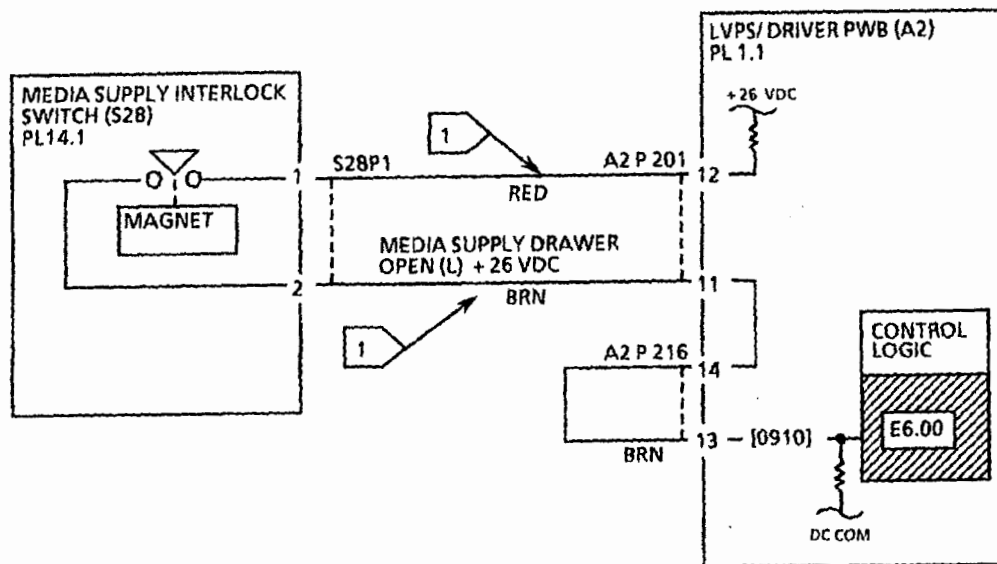 LVPS/ DRIVER PWB (A2)
PL 1.1
+26 VDC
MEDIA SUPPLY INTERLOCK
SWITCH (S28)
PL14.1
1
1
S28P1
A2 P 201
12
RED
MAGNET
MEDIA SUPPLY DRAWER
OPEN (L) +26 VDC
2
11
BRN
1
A2 P 216
14
CONTROL
LOGIC
E6.00
13
[0910]
BRN
DC COM